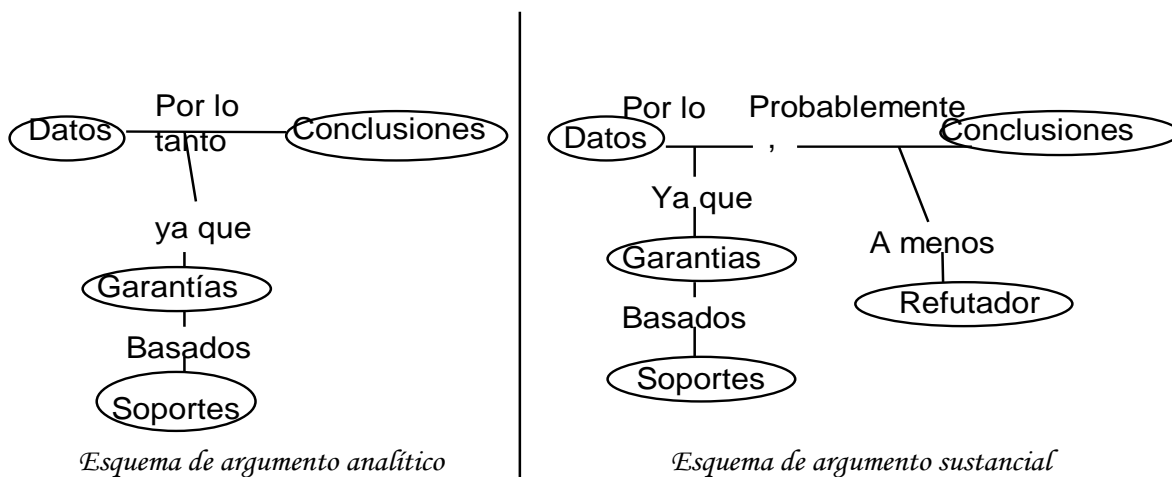 Por lo
tanto
Datos
Conclusiones
ya que
Garantías
Basados
Soportes
Esquema de argumento analítico
Por lo
Probablemente
Datos
,
Conclusiones
Ya que
Garantias
Basados
Soportes
A menos
Refutador
Esquema de argumento sustancial